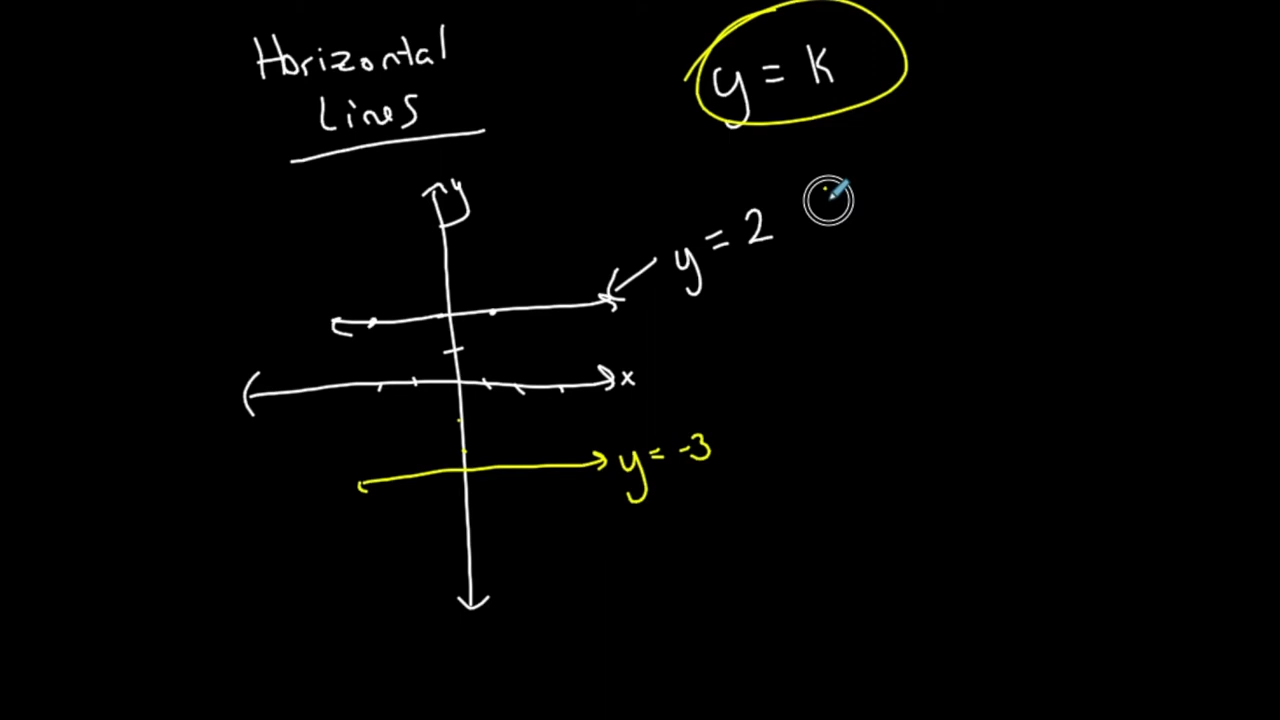 Horizontal
Lines
y = k
y
y = 2
x
y = -3